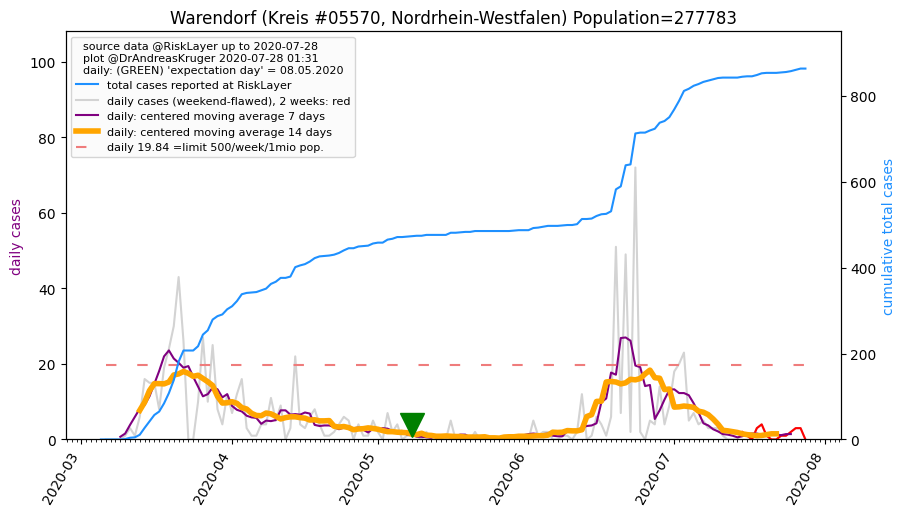 Warendorf (Kreis #05570, Nordrhein-Westfalen) Population=277783
source data @RiskLayer up to 2020-07-28
plot @DrAndreasKruger 2020-07-28 01:31
daily: (GREEN) 'expectation day' = 08.05.2020
total cases reported at RiskLayer
daily cases (weekend-flawed), 2 weeks: red
daily: centered moving average 7 days
daily: centered moving average 14 days
daily 19.84 =limit 500/week/1mio pop.
daily cases
100
80
60
40
20
0
cumulative total cases
800
600
400
200
0
2020-03
2020-04
2020-05
2020-06
2020-07
2020-08